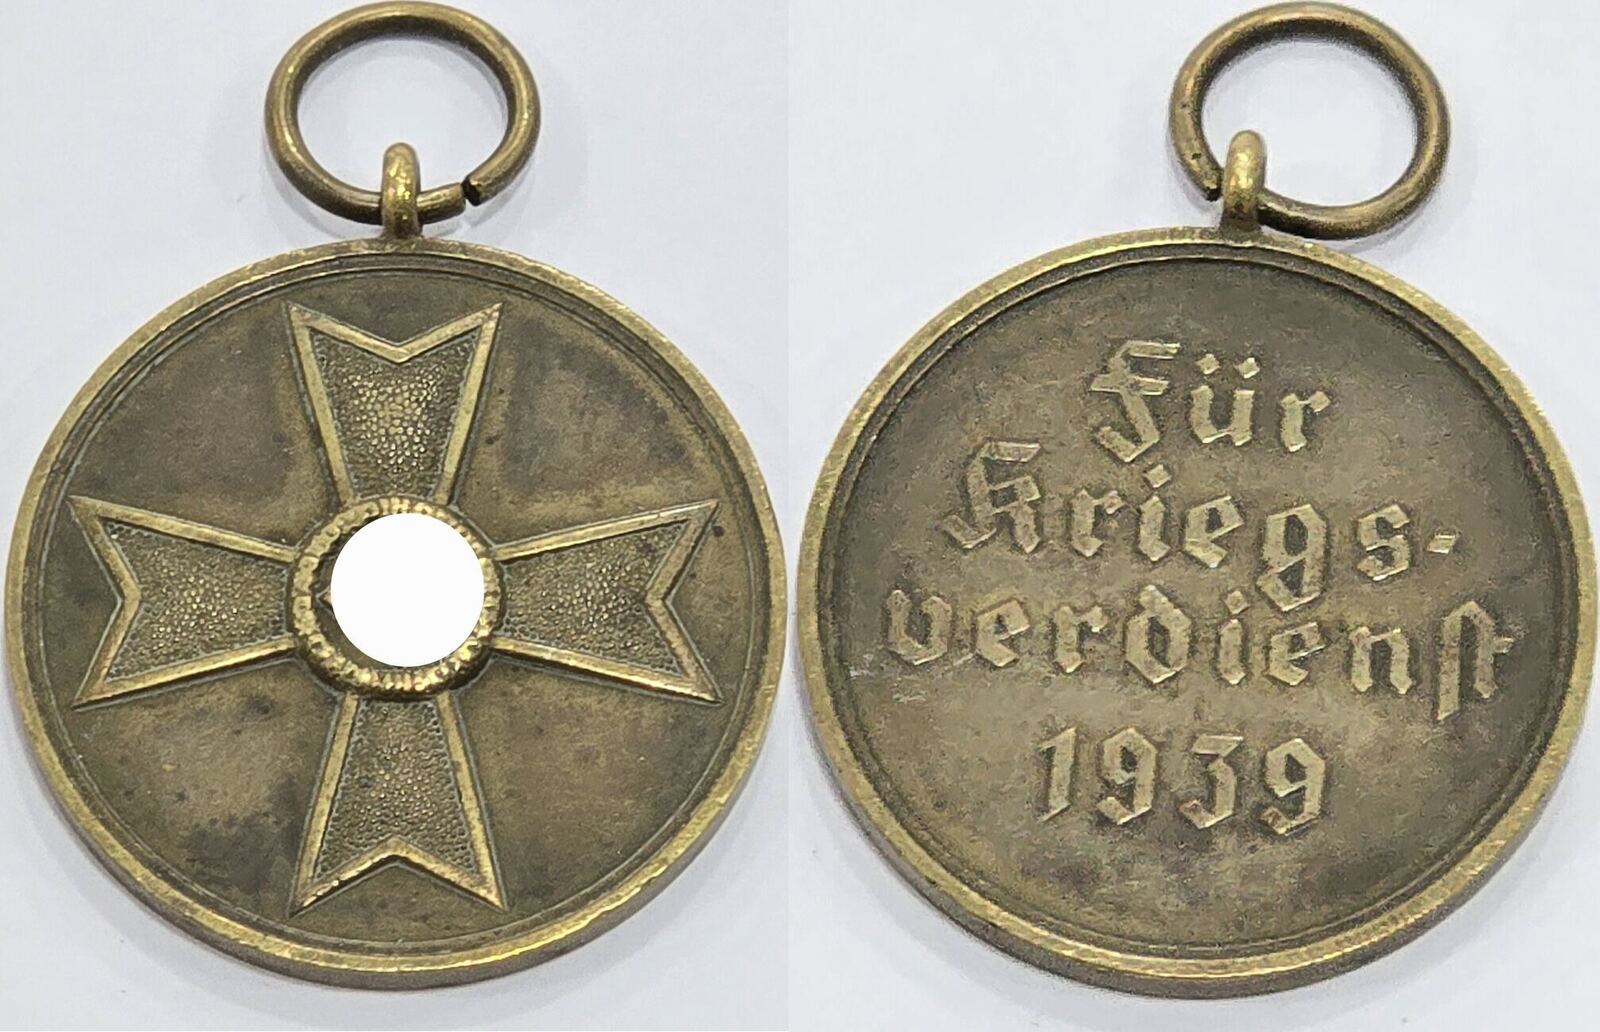 Für
Kriegs-
verdienst
1939